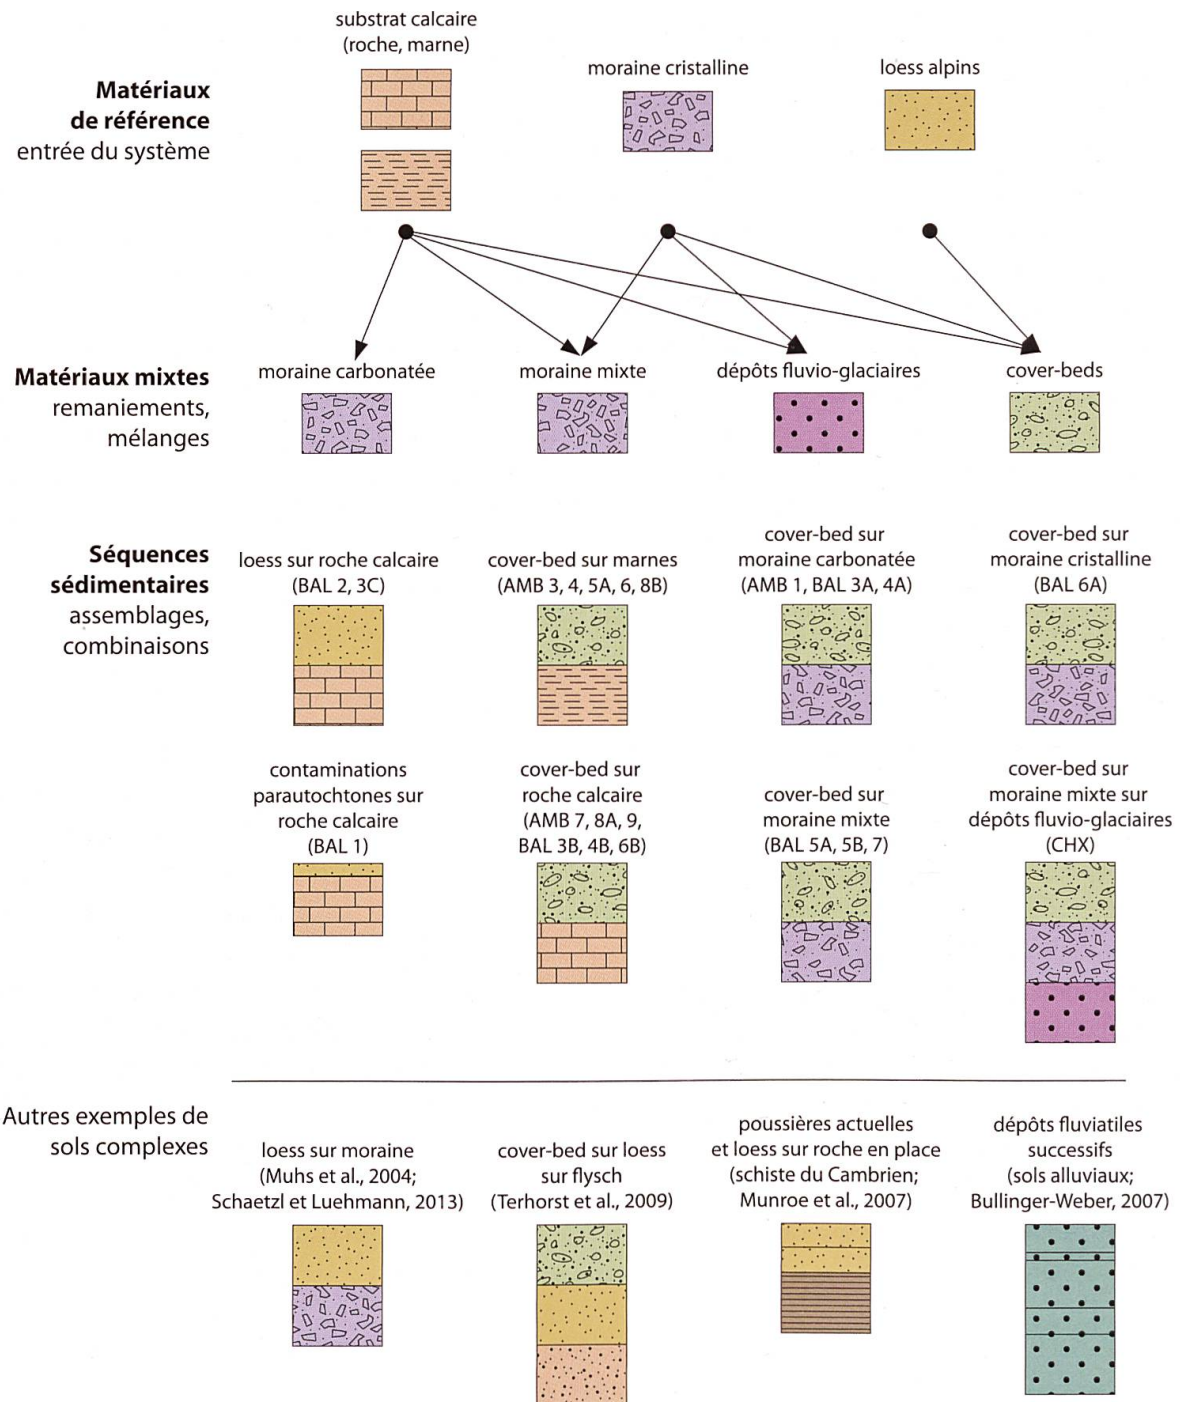 substrat calcaire
(roche, marne)
moraine cristalline
loess alpins
Matériaux
de référence
entrée du système
Matériaux mixtes
remaniements,
mélanges
moraine carbonatée
moraine mixte
dépôts fluvio-glaciaires
cover-beds
Séquences
sédimentaires
assemblages,
combinaisons
loess sur roche calcaire
(BAL 2, 3C)
cover-bed sur marnes
(AMB 3, 4, 5A, 6, 8B)
cover-bed sur
moraine carbonatée
(AMB 1, BAL 3A, 4A)
cover-bed sur
moraine cristalline
(BAL 6A)
contaminations
parautochtones sur
roche calcaire
(BAL 1)
cover-bed sur
roche calcaire
(AMB 7, 8A, 9,
BAL 3B, 4B, 6B)
cover-bed sur
moraine mixte
(BAL 5A, 5B, 7)
cover-bed sur
moraine mixte sur
dépôts fluvio-glaciaires
(CHX)
Autres exemples de
sols complexes
loess sur moraine
(Muhs et al., 2004;
Schaetzl et Luehmann, 2013)
cover-bed sur loess
sur flysch
(Terhorst et al., 2009)
poussières actuelles
et loess sur roche en place
(schiste du Cambrien;
Munroe et al., 2007)
dépôts fluviatiles
successifs
(sols alluviaux;
Bullinger-Weber, 2007)